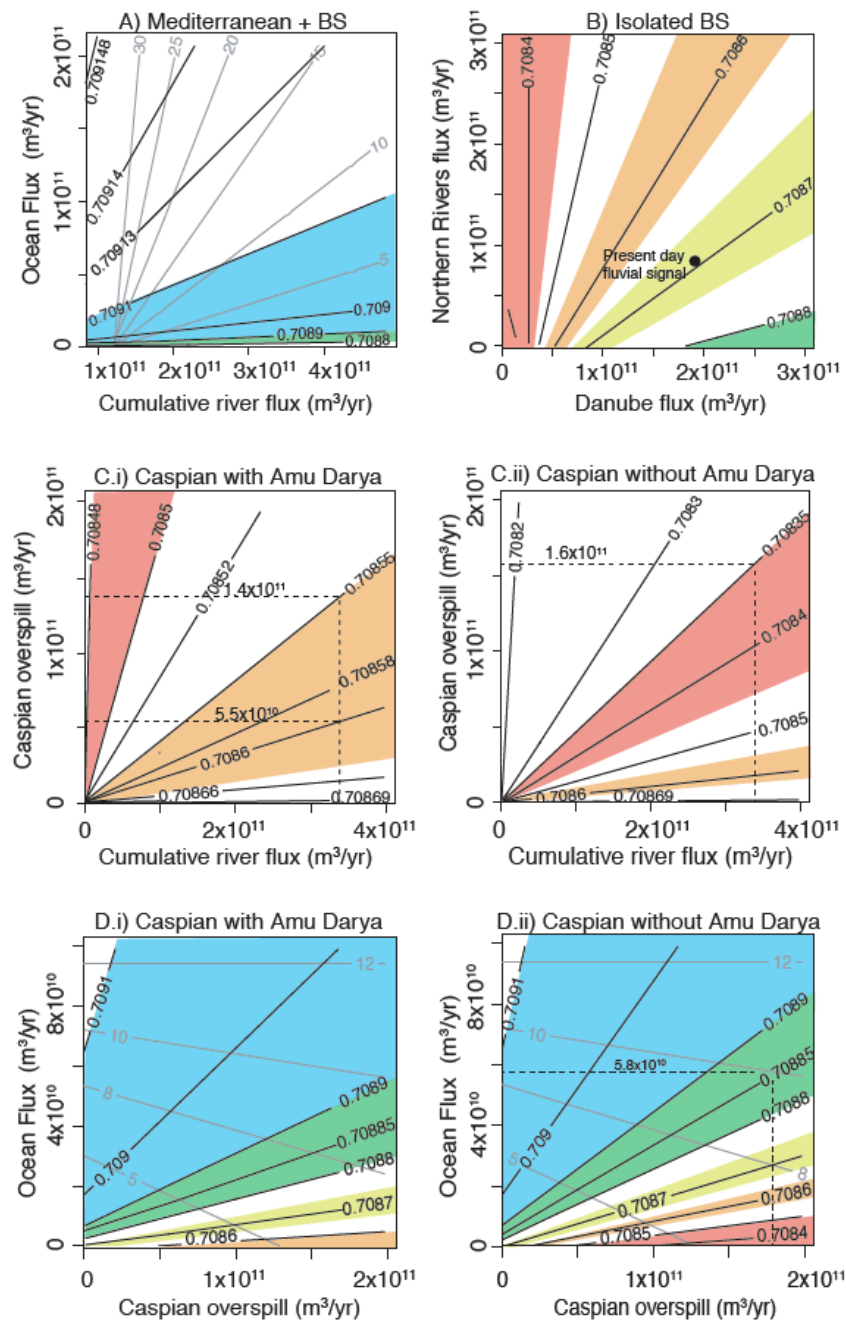 A) Mediterranean + BS
Ocean Flux (m³/yr)
2x10¹¹
1x10¹¹
0
0.709148
0.70914
0.70913
0.7091
0.709
0.7089
0.7088
30
25
20
15
10
5
1x10¹¹ 2x10¹¹ 3x10¹¹ 4x10¹¹
Cumulative river flux (m³/yr)
B) Isolated BS
Northern Rivers flux (m³/yr)
3x10¹¹
2x10¹¹
1x10¹¹
0
0.7084
0.7085
0.7086
0.7087
0.7088
Present day
fluvial signal
0 1x10¹¹ 2x10¹¹ 3x10¹¹
Danube flux (m³/yr)
C.i) Caspian with Amu Darya
Caspian overspill (m³/yr)
2x10¹¹
1x10¹¹
0
0.70848
0.7085
0.70852
0.70855
1.4x10¹¹
0.70858
5.5x10¹⁰
0.7086
0.70866
0.70869
0 2x10¹¹ 4x10¹¹
Cumulative river flux (m³/yr)
C.ii) Caspian without Amu Darya
Caspian overspill (m³/yr)
2x10¹¹
1x10¹¹
0
0.7082
0.7083
0.70835
1.6x10¹¹
0.7084
0.7085
0.7086
0.70869
0 2x10¹¹ 4x10¹¹
Cumulative river flux (m³/yr)
D.i) Caspian with Amu Darya
Ocean Flux (m³/yr)
8x10¹⁰
4x10¹⁰
0
0.7091
12
10
8
0.7089
0.70885
0.709
0.7088
5
0.7087
0.7086
0 1x10¹¹ 2x10¹¹
Caspian overspill (m³/yr)
D.ii) Caspian without Amu Darya
Ocean Flux (m³/yr)
8x10¹⁰
4x10¹⁰
0
0.7091
12
10
0.7089
5.8x10¹⁰
0.70885
0.709
0.7088
5
8
0.7087
0.7086
0.7085
0.7084
0 1x10¹¹ 2x10¹¹
Caspian overspill (m³/yr)